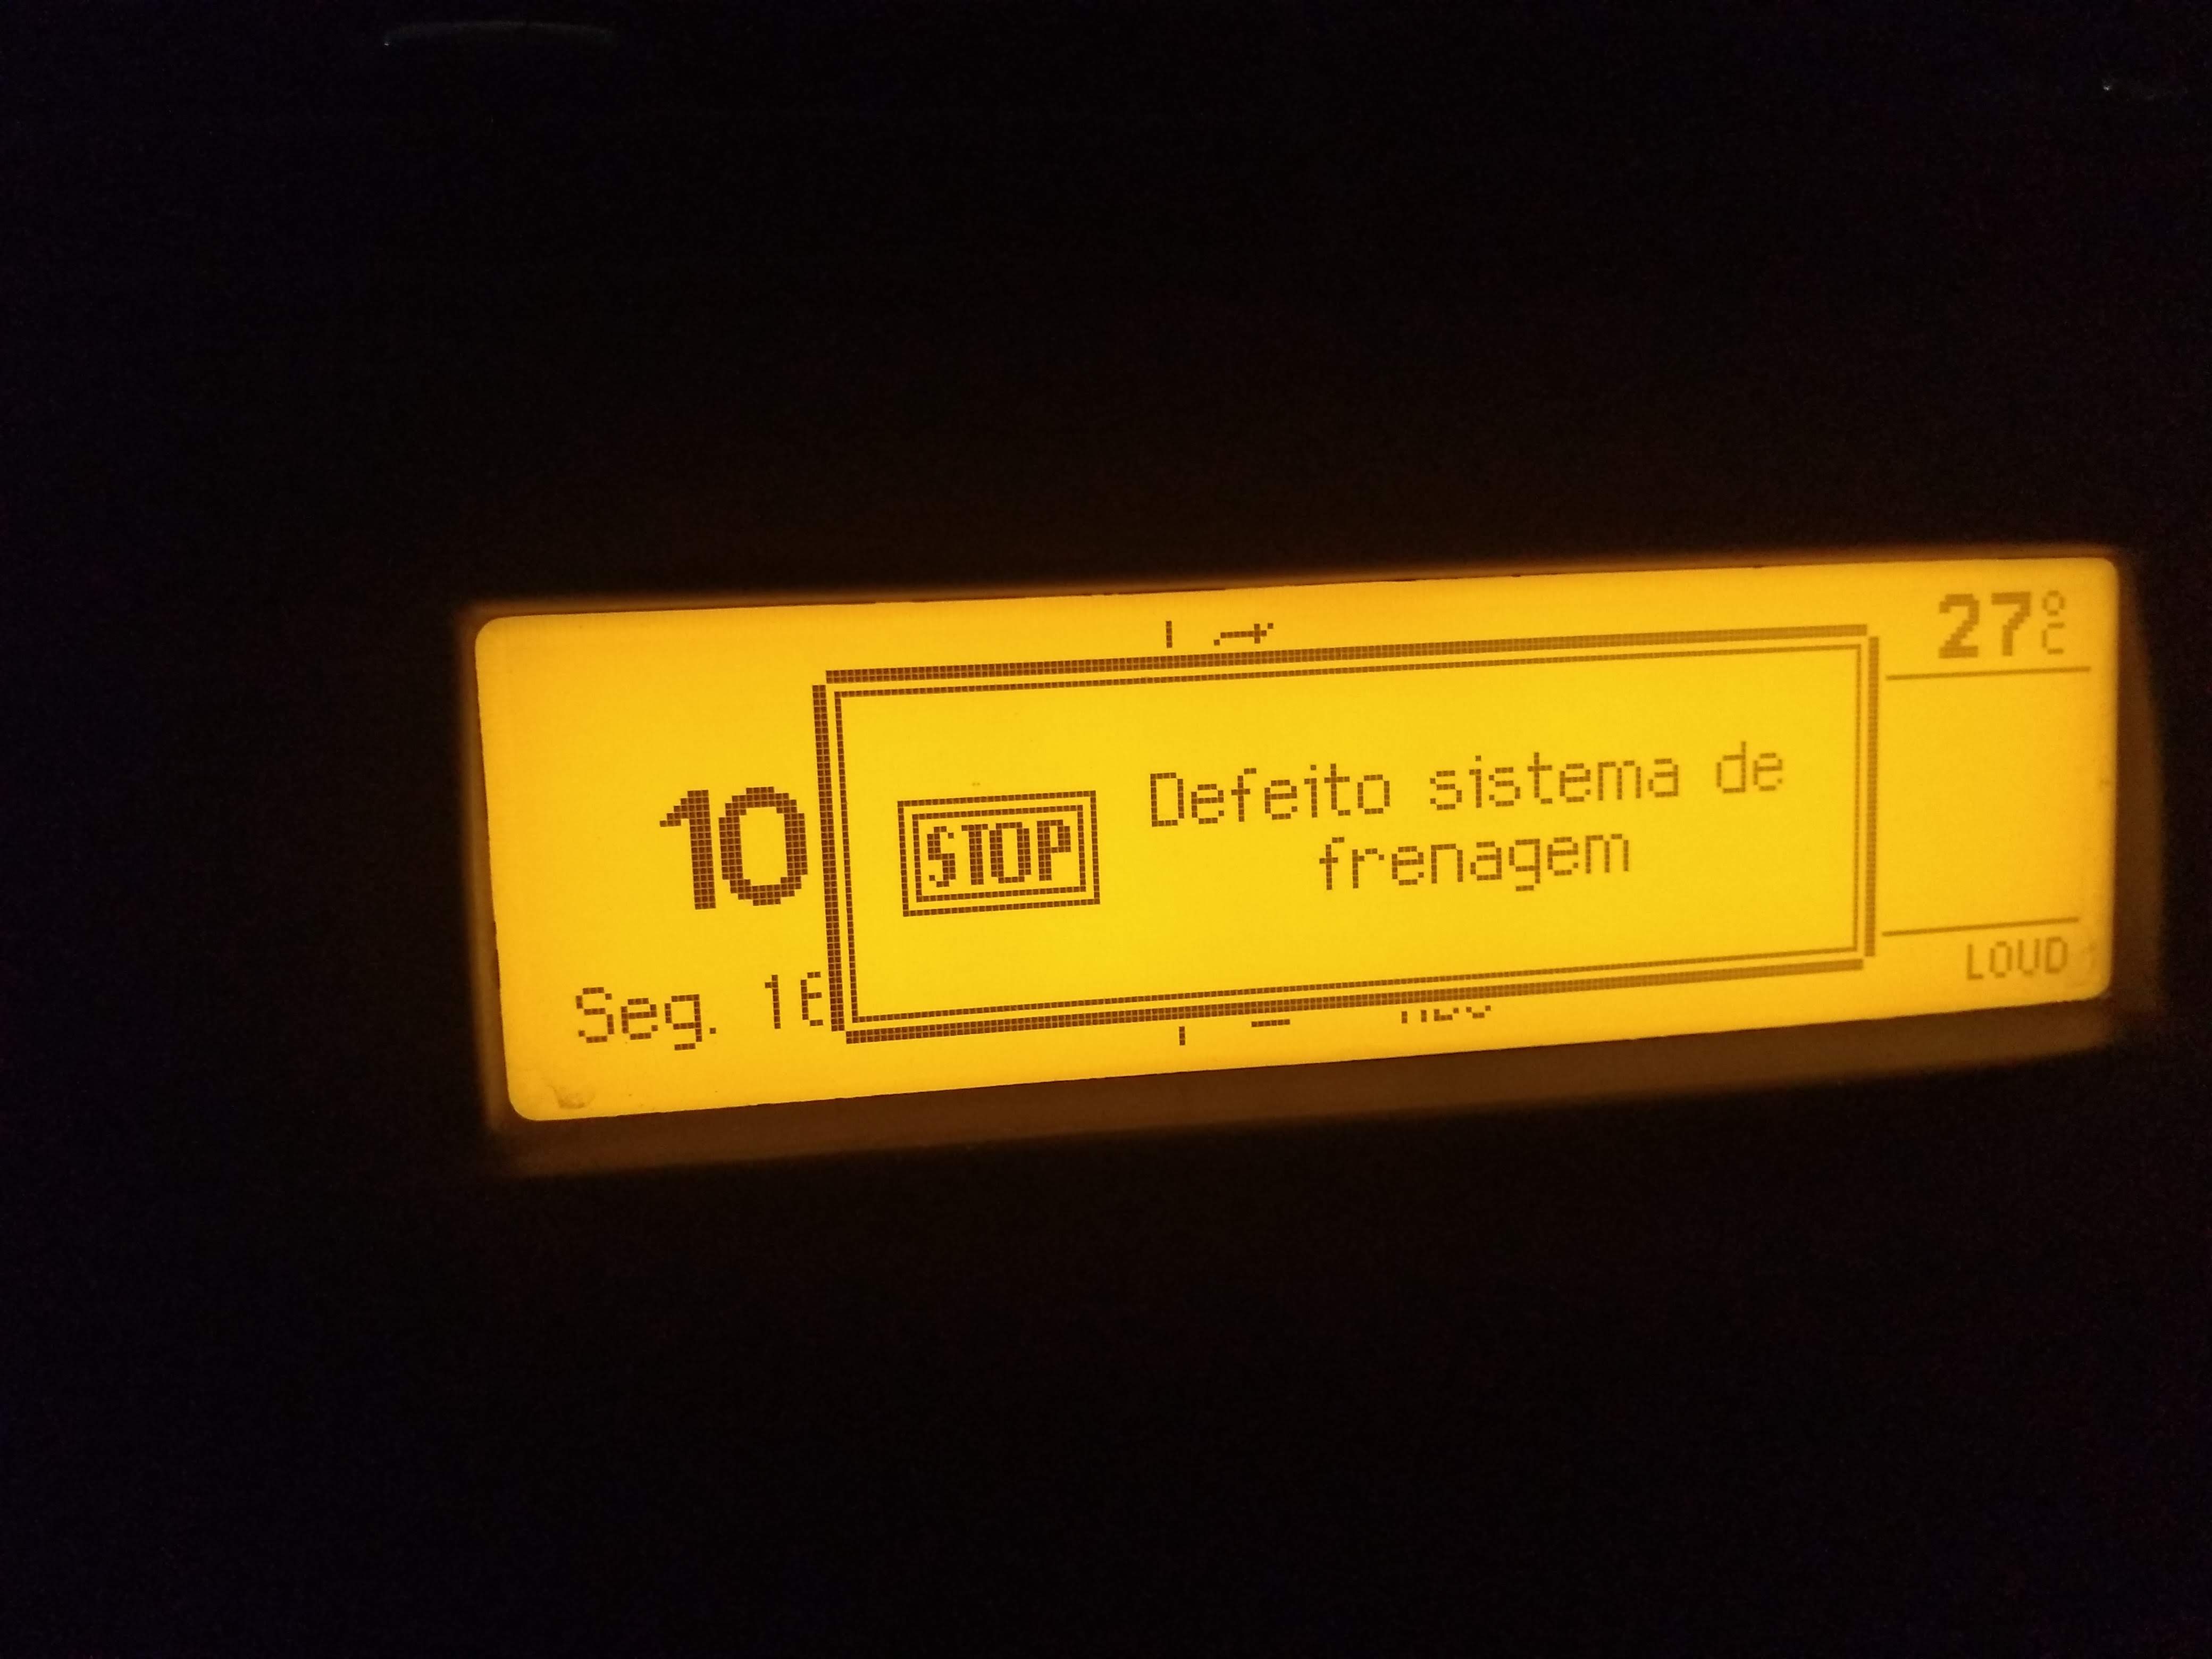 27°C
10
STOP
Defeito sistema de
frenagem
Seg. 16
LOUD